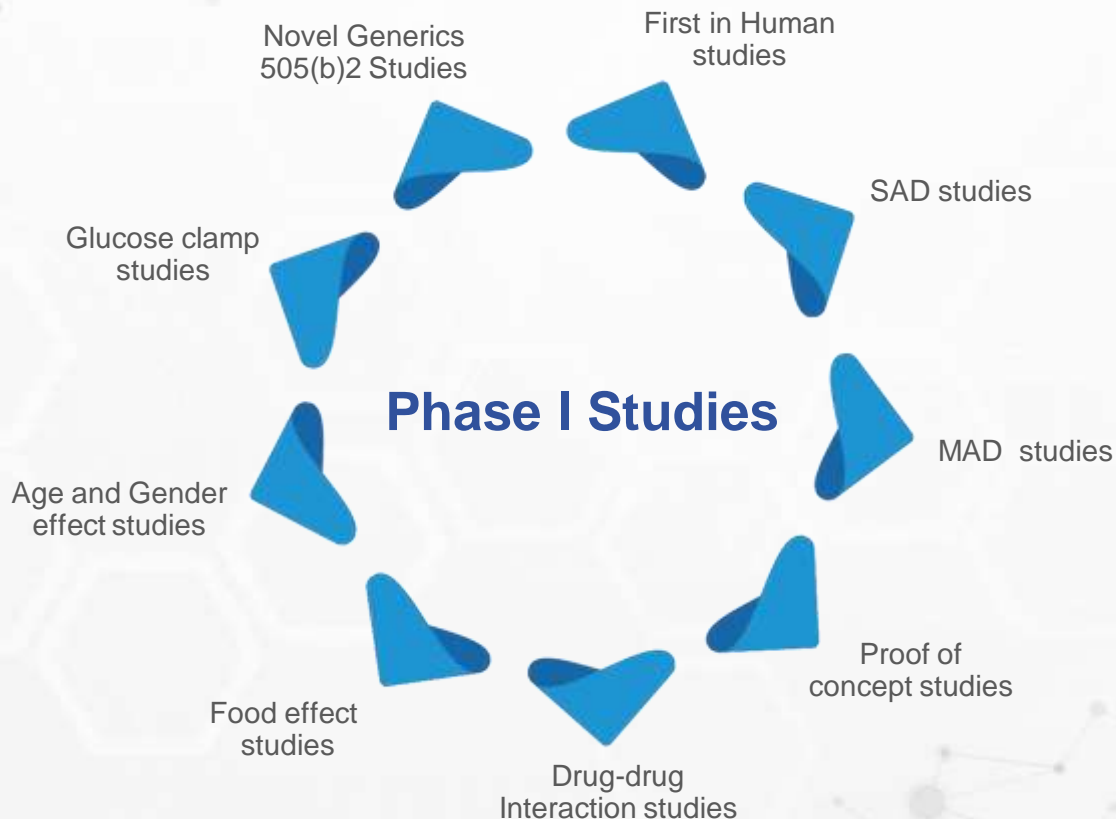 First in Human
studies
SAD studies
MAD studies
Proof of
concept studies
Drug-drug
Interaction studies
Food effect
studies
Age and Gender
effect studies
Glucose clamp
studies
Novel Generics
505(b)2 Studies
Phase I Studies